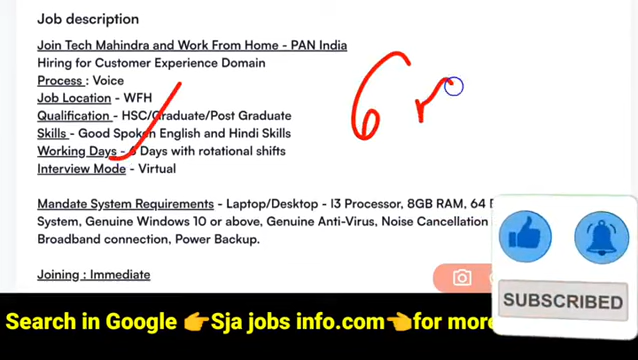 Job description
Join Tech Mahindra and Work From Home - PAN India
Hiring for Customer Experience Domain
Process : Voice
Job Location - WFH
Qualification - HSC/Graduate/Post Graduate
Skills - Good Spoken English and Hindi Skills
Working Days - 6 Days with rotational shifts
Interview Mode - Virtual
6
Mandate System Requirements - Laptop/Desktop - I3 Processor, 8GB RAM, 64
System, Genuine Windows 10 or above, Genuine Anti-Virus, Noise Cancellation
Broadband connection, Power Backup.
Joining : Immediate
SUBSCRIBED
Search in Google 👉Sja jobs info.com👈for more